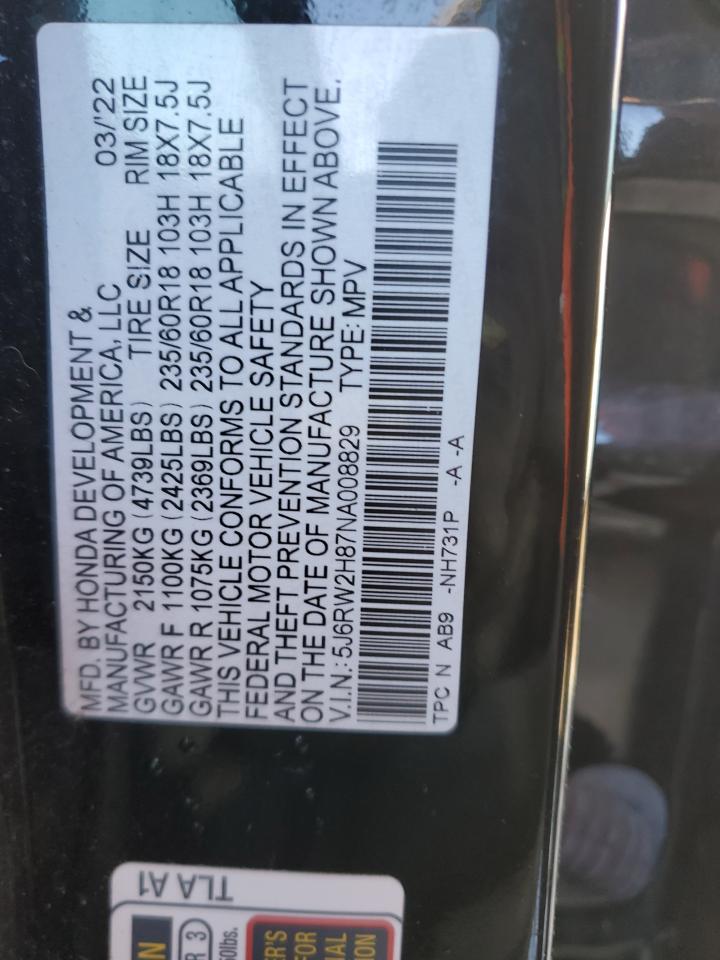 MFD. BY HONDA DEVELOPMENT &
MANUFACTURING OF AMERICA, LLC 03/'22
GVWR 2150KG (4739LBS) TIRE SIZE RIM SIZE
GAWR F 1100KG (2425LBS) 235/60R18 103H 18X7.5J
GAWR R 1075KG (2369LBS) 235/60R18 103H 18X7.5J
THIS VEHICLE CONFORMS TO ALL APPLICABLE
FEDERAL MOTOR VEHICLE SAFETY
AND THEFT PREVENTION STANDARDS IN EFFECT
ON THE DATE OF MANUFACTURE SHOWN ABOVE.
V.I.N.: 5J6RW2H87NA008829 TYPE: MPV
TPC N AB9 -NH731P -A -A
TLA A1